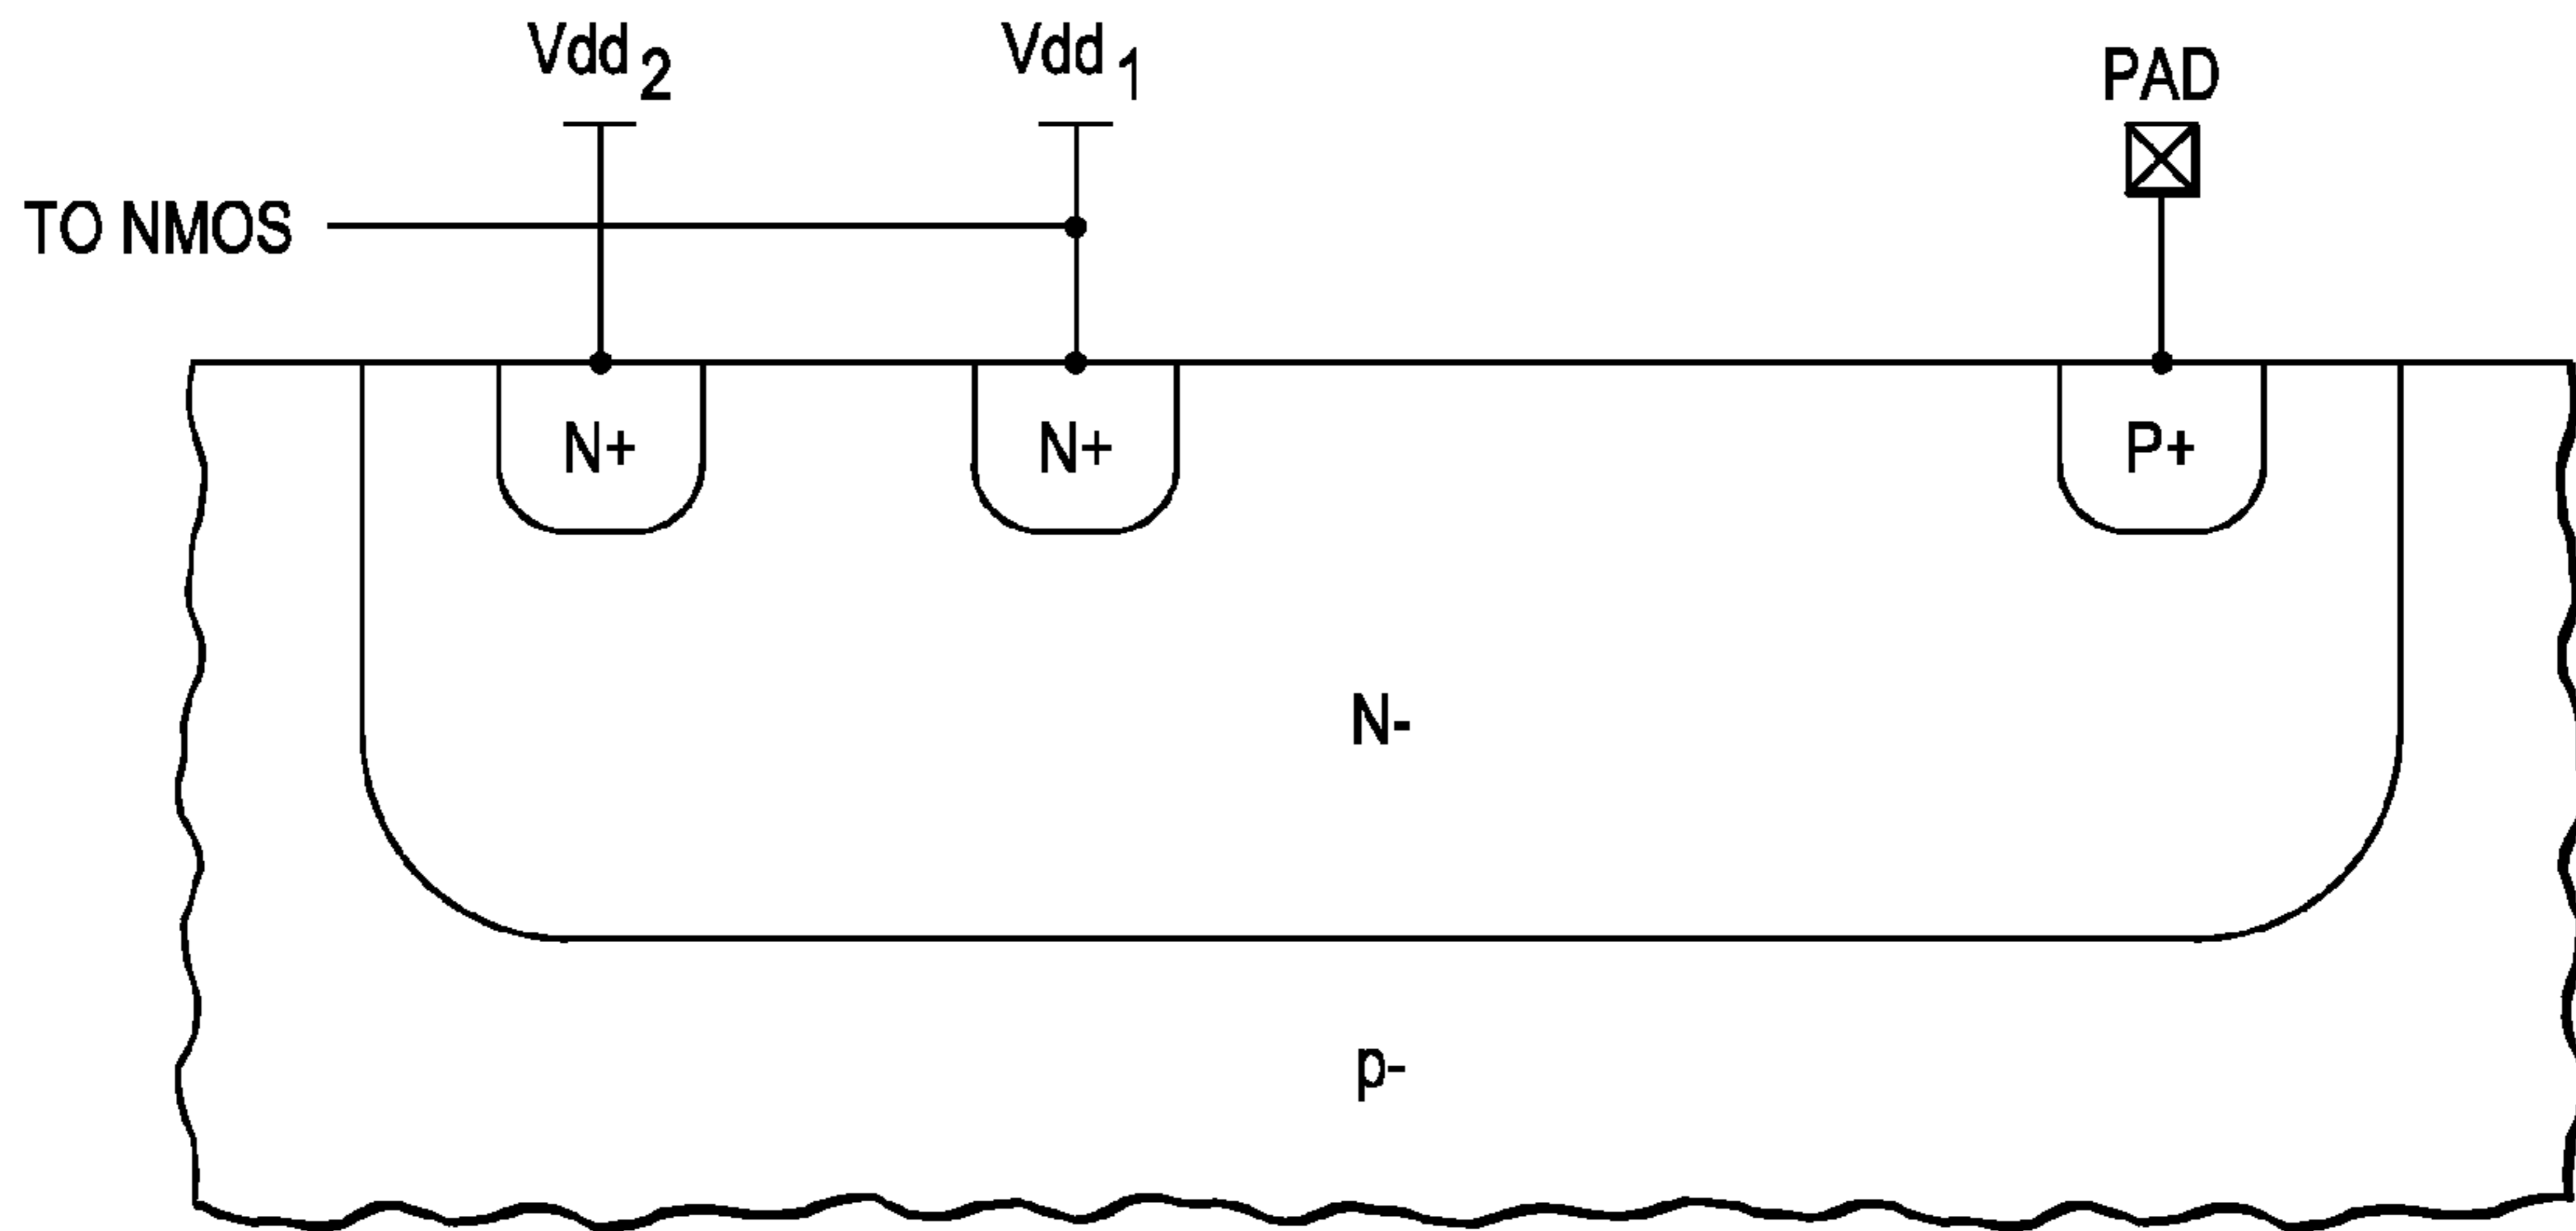 Vdd2 Vdd1 PAD
TO NMOS
N+ N+ P+
N-
p-